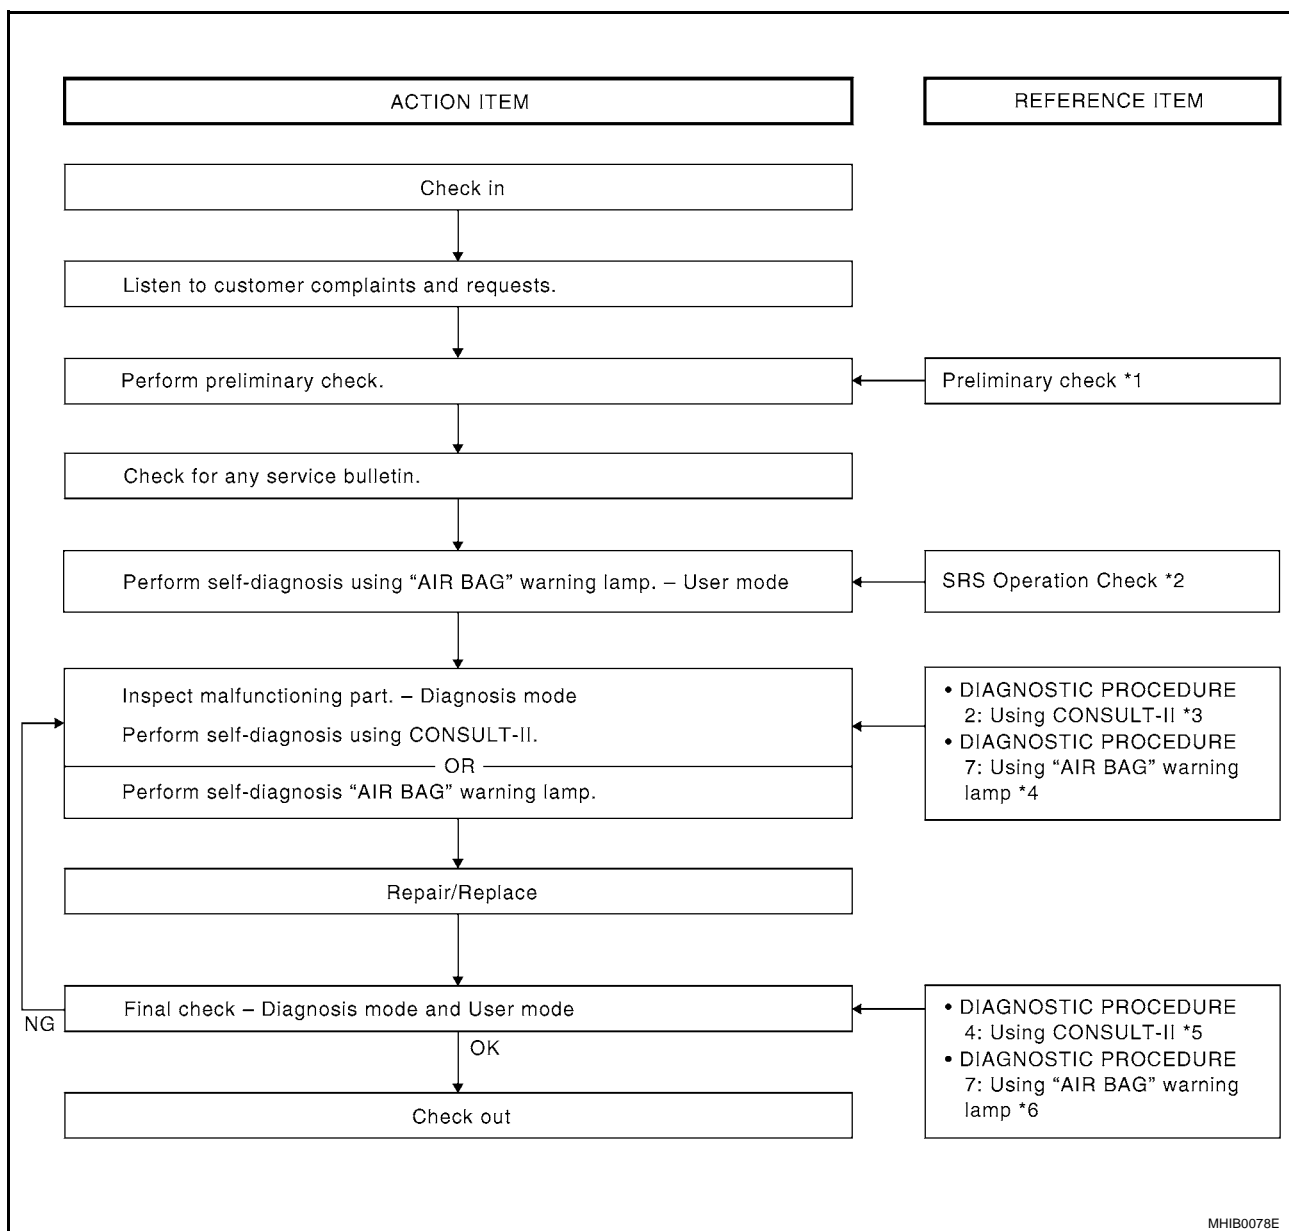 ACTION ITEM
REFERENCE ITEM
Check in
Listen to customer complaints and requests.
Perform preliminary check.
Preliminary check *1
Check for any service bulletin.
Perform self-diagnosis using “AIR BAG” warning lamp. – User mode
SRS Operation Check *2
Inspect malfunctioning part. – Diagnosis mode
Perform self-diagnosis using CONSULT-II.
OR
Perform self-diagnosis “AIR BAG” warning lamp.
• DIAGNOSTIC PROCEDURE
2: Using CONSULT-II *3
• DIAGNOSTIC PROCEDURE
7: Using “AIR BAG” warning
lamp *4
Repair/Replace
Final check – Diagnosis mode and User mode
NG
OK
• DIAGNOSTIC PROCEDURE
4: Using CONSULT-II *5
• DIAGNOSTIC PROCEDURE
7: Using “AIR BAG” warning
lamp *6
Check out
MHIB0078E